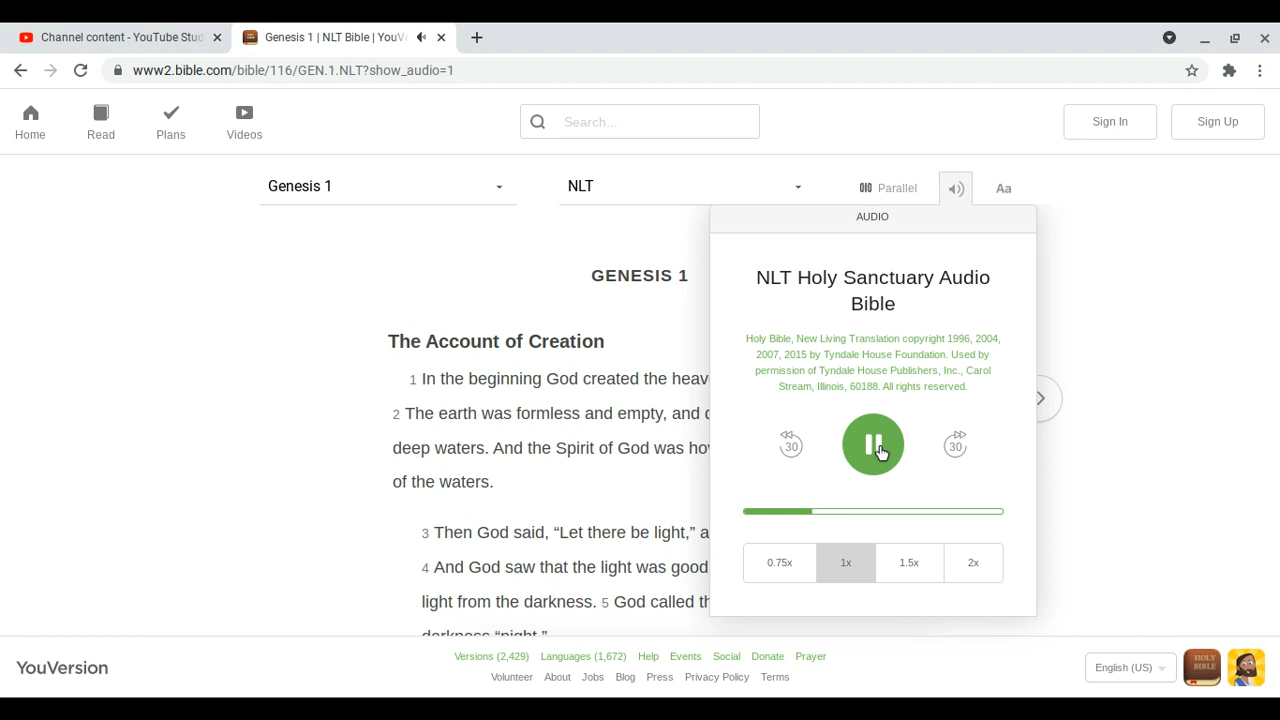 Channel content - YouTube Stud
Genesis 1 | NLT Bible | YouV
www2.bible.com/bible/116/GEN.1.NLT?show_audio=1
Home
Read
Plans
Videos
Search...
Sign In
Sign Up
Genesis 1
NLT
Parallel
Aa
AUDIO
NLT Holy Sanctuary Audio
Bible
Holy Bible, New Living Translation copyright 1996, 2004,
2007, 2015 by Tyndale House Foundation. Used by
permission of Tyndale House Publishers, Inc., Carol
Stream, Illinois, 60188. All rights reserved.
30
30
0.75x
1x
1.5x
2x
GENESIS 1
The Account of Creation
1 In the beginning God created the heav
2 The earth was formless and empty, and d
deep waters. And the Spirit of God was ho
of the waters.
3 Then God said, “Let there be light,” a
4 And God saw that the light was good
light from the darkness. 5 God called th
darkness “night.”
YouVersion
Versions (2,429) Languages (1,672) Help Events Social Donate Prayer
Volunteer About Jobs Blog Press Privacy Policy Terms
English (US)
HOLY
BIBLE